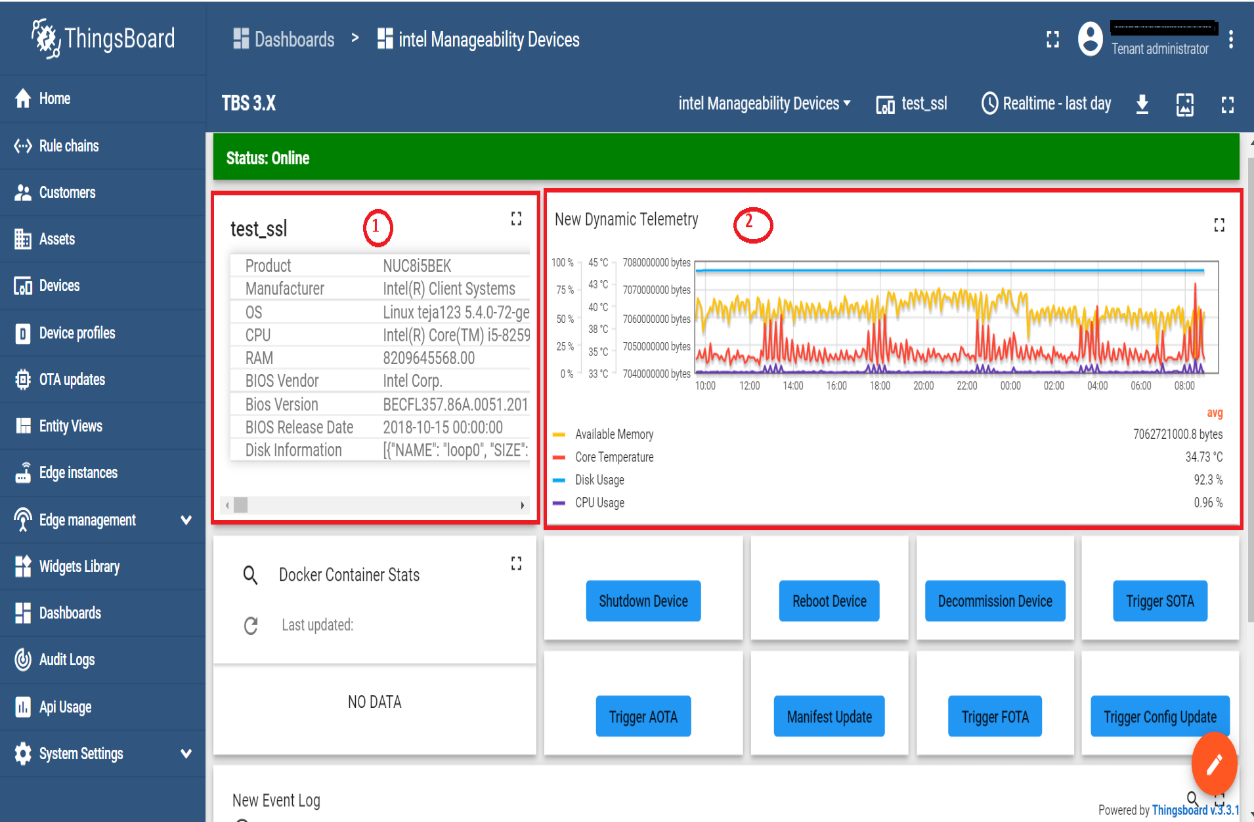 ThingsBoard
Dashboards > intel Manageability Devices
Tenant administrator
Home
Rule chains
Customers
Assets
Devices
Device profiles
OTA updates
Entity Views
Edge instances
Edge management
Widgets Library
Dashboards
Audit Logs
Api Usage
System Settings
TBS 3.X
intel Manageability Devices
test_ssl
Realtime - last day
Status: Online
test_ssl
1
Product NUC8i5BEK
Manufacturer Intel(R) Client Systems
OS Linux teja123 5.4.0-72-ge
CPU Intel(R) Core(TM) i5-8259
RAM 8209645568.00
BIOS Vendor Intel Corp.
Bios Version BECFL357.86A.0051.201
BIOS Release Date 2018-10-15 00:00:00
Disk Information [{"NAME": "loop0", "SIZE":
New Dynamic Telemetry
2
100 % 45 °C 7080000000 bytes
75 % 43 °C 7070000000 bytes
40 °C
50 % 7060000000 bytes
38 °C
25 % 35 °C 7050000000 bytes
0 % 33 °C 7040000000 bytes
10:00 12:00 14:00 16:00 18:00 20:00 22:00 00:00 02:00 04:00 06:00 08:00
avg
Available Memory 7062721000.8 bytes
Core Temperature 34.73 °C
Disk Usage 92.3 %
CPU Usage 0.96 %
Docker Container Stats
Last updated:
NO DATA
Shutdown Device
Reboot Device
Decommission Device
Trigger SOTA
Trigger AOTA
Manifest Update
Trigger FOTA
Trigger Config Update
New Event Log
Powered by Thingsboard v.3.3.1